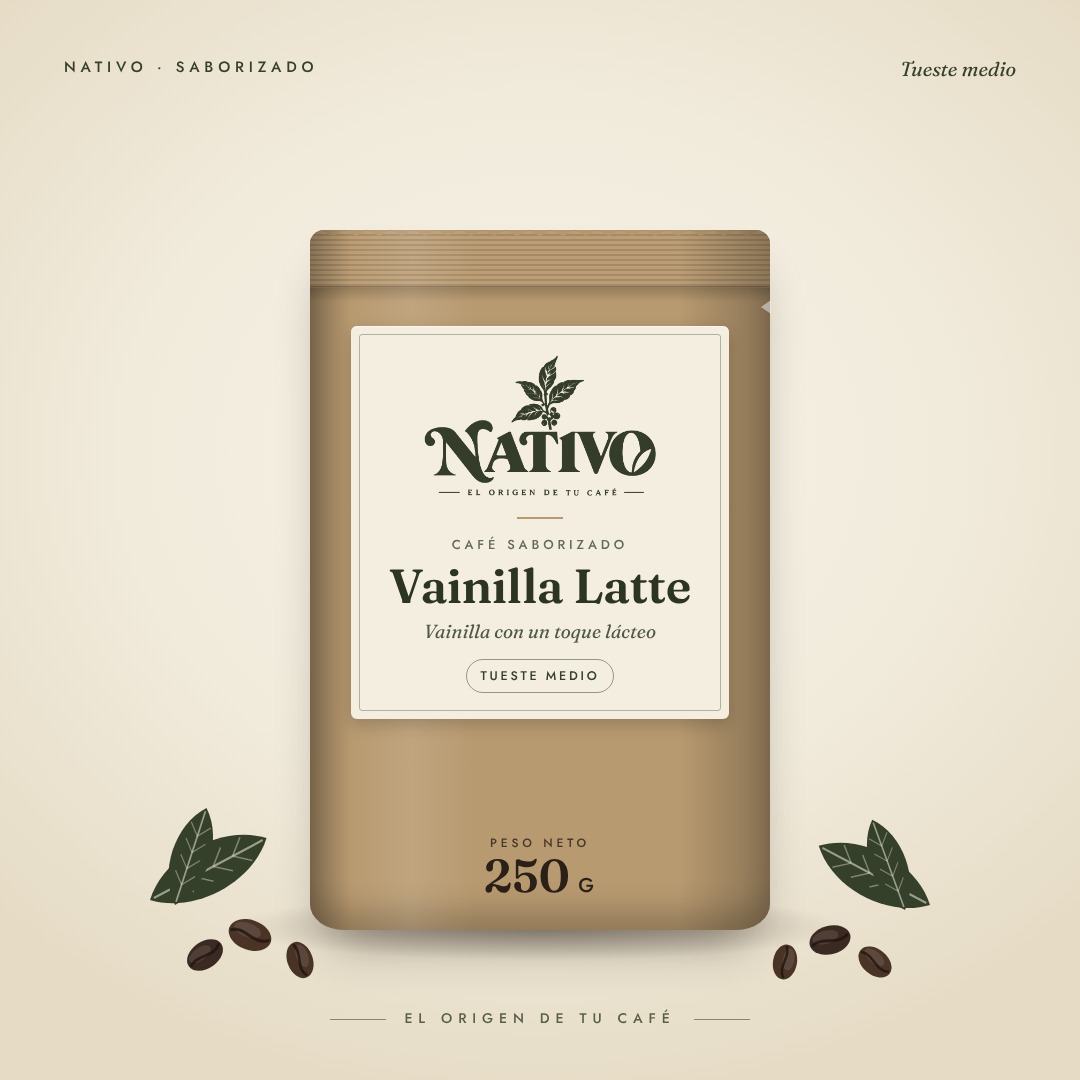 NATIVO · SABORIZADO
Tueste medio
NATIVO
EL ORIGEN DE TU CAFÉ
CAFÉ SABORIZADO
Vainilla Latte
Vainilla con un toque lácteo
TUESTE MEDIO
PESO NETO
250 G
EL ORIGEN DE TU CAFÉ